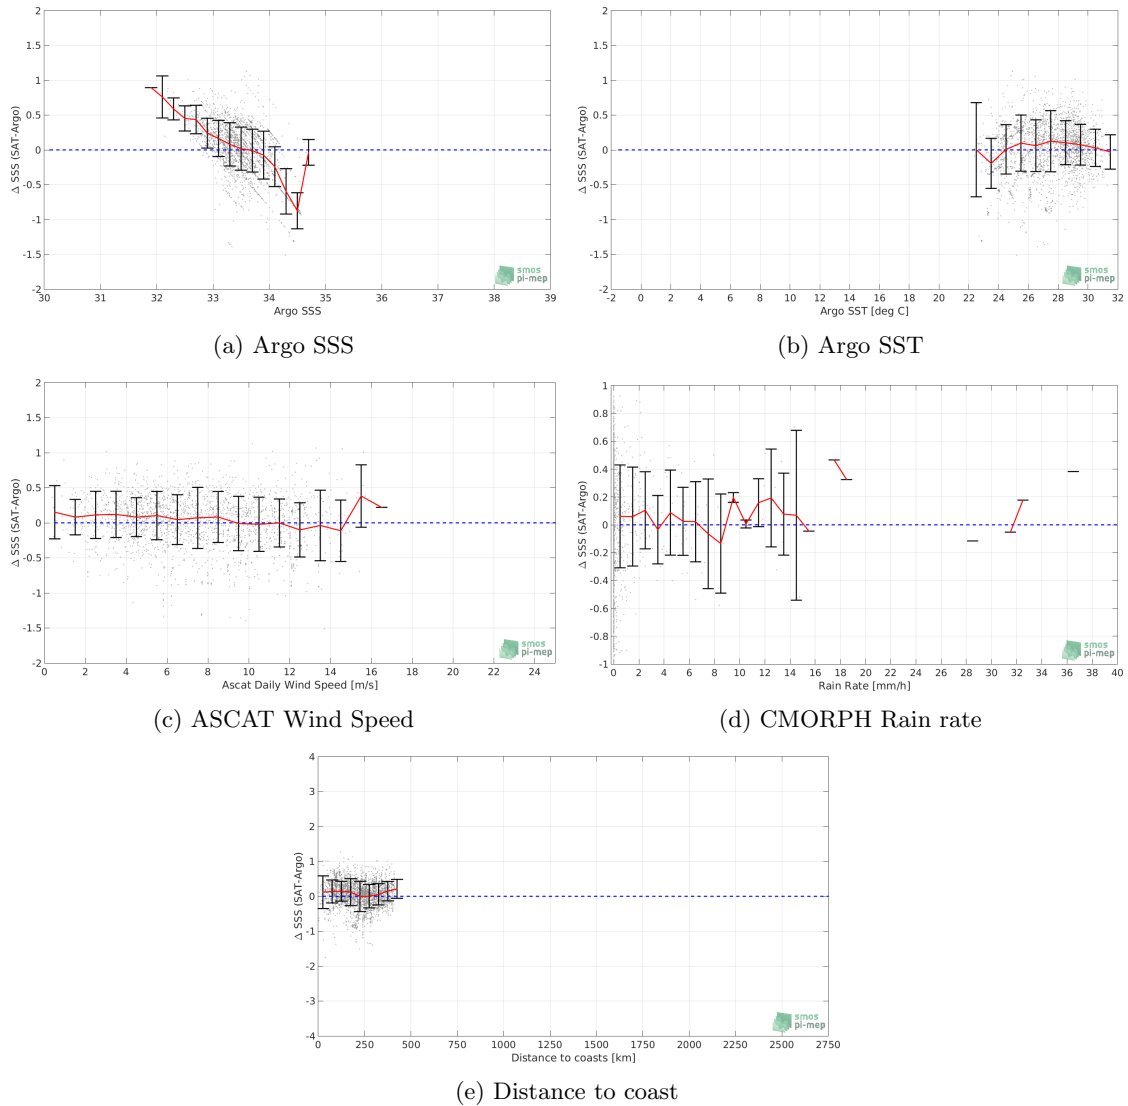 2
1.5
1
0.5
0
-0.5
-1
-1.5
-2
Δ SSS (SAT-Argo)
30 31 32 33 34 35 36 37 38 39
Argo SSS
smos
pi-mep
(a) Argo SSS
2
1.5
1
0.5
0
-0.5
-1
-1.5
-2
Δ SSS (SAT-Argo)
-2 0 2 4 6 8 10 12 14 16 18 20 22 24 26 28 30 32
Argo SST [deg C]
smos
pi-mep
(b) Argo SST
2
1.5
1
0.5
0
-0.5
-1
-1.5
-2
Δ SSS (SAT-Argo)
0 2 4 6 8 10 12 14 16 18 20 22
Ascat Daily Wind Speed [m/s]
smos
pi-mep
(c) ASCAT Wind Speed
1
0.8
0.6
0.4
0.2
0
-0.2
-0.4
-0.6
-0.8
-1
Δ SSS (SAT-Argo)
0 2 4 6 8 10 12 14 16 18 20 22 24 26 28 30 32 34 36 38 40
Rain Rate [mm/h]
smos
pi-mep
(d) CMORPH Rain rate
4
3
2
1
0
-1
-2
-3
-4
Δ SSS (SAT-Argo)
0 250 500 750 1000 1250 1500 1750 2000 2250 2500 2750
Distance to coasts [km]
smos
pi-mep
(e) Distance to coast